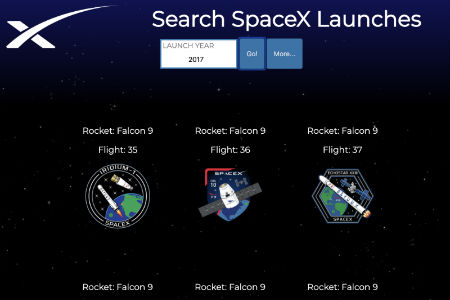 Search SpaceX Launches
LAUNCH YEAR
2017
Go!
More...
Rocket: Falcon 9
Rocket: Falcon 9
Rocket: Falcon 9
Flight: 35
Flight: 36
Flight: 37
IRIDIUM-1
SPACEX
SPACEX
ECHOSTAR XXIII
SPACEX
Rocket: Falcon 9
Rocket: Falcon 9
Rocket: Falcon 9